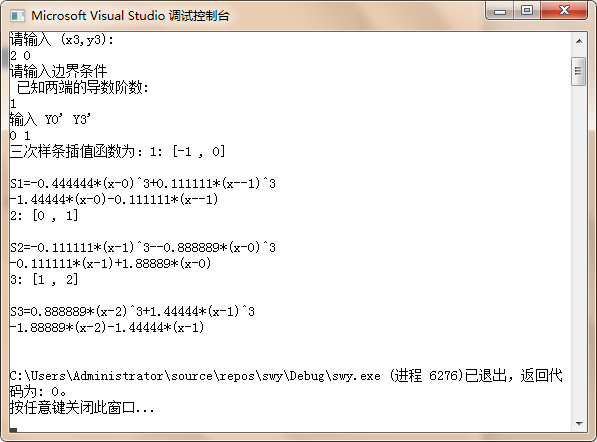 Microsoft Visual Studio 调试控制台
请输入 (x3,y3):
2 0
请输入边界条件
已知两端的导数阶数:
1
输入 Y0' Y3'
0 1
三次样条插值函数为: 1: [-1 , 0]
S1=-0.444444*(x-0)^3+0.111111*(x--1)^3
-1.44444*(x-0)-0.111111*(x--1)
2: [0 , 1]
S2=-0.111111*(x-1)^3--0.888889*(x-0)^3
-0.111111*(x-1)+1.88889*(x-0)
3: [1 , 2]
S3=0.888889*(x-2)^3+1.44444*(x-1)^3
-1.88889*(x-2)-1.44444*(x-1)
C:\Users\Administrator\source\repos\swy\Debug\swy.exe (进程 6276)已退出，返回代
码为: 0。
按任意键关闭此窗口...